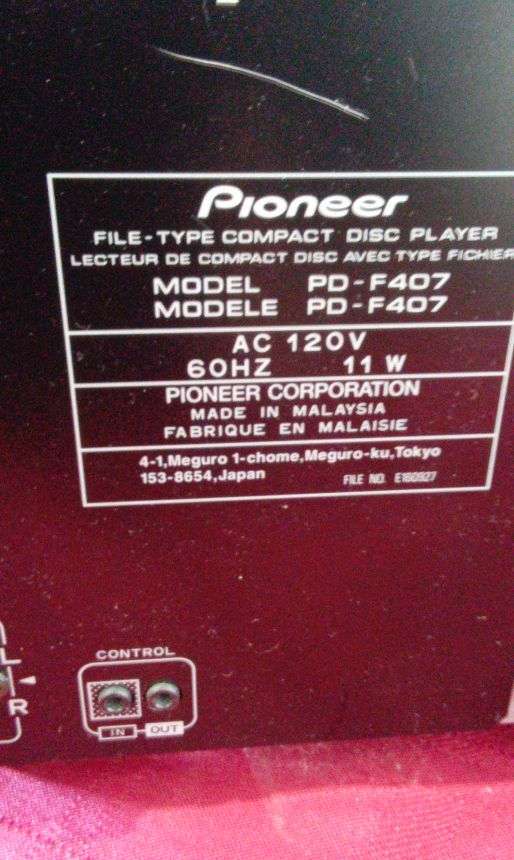 Pioneer
FILE-TYPE COMPACT DISC PLAYER
LECTEUR DE COMPACT DISC AVEC TYPE FICHIER
MODEL PD-F407
MODELE PD-F407
AC 120V
60HZ 11 W
PIONEER CORPORATION
MADE IN MALAYSIA
FABRIQUE EN MALAISIE
4-1,Meguro 1-chome,Meguro-ku,Tokyo
153-8654,Japan FILE NO. E160927
CONTROL
L
R
IN OUT